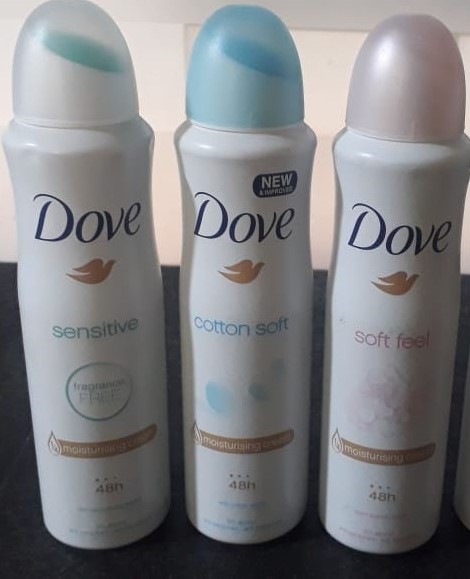 Dove
sensitive
fragrance
FREE
moisturising cream
48h
NEW
& IMPROVED
Dove
cotton soft
moisturising cream
48h
Dove
soft feel
moisturising cream
48h